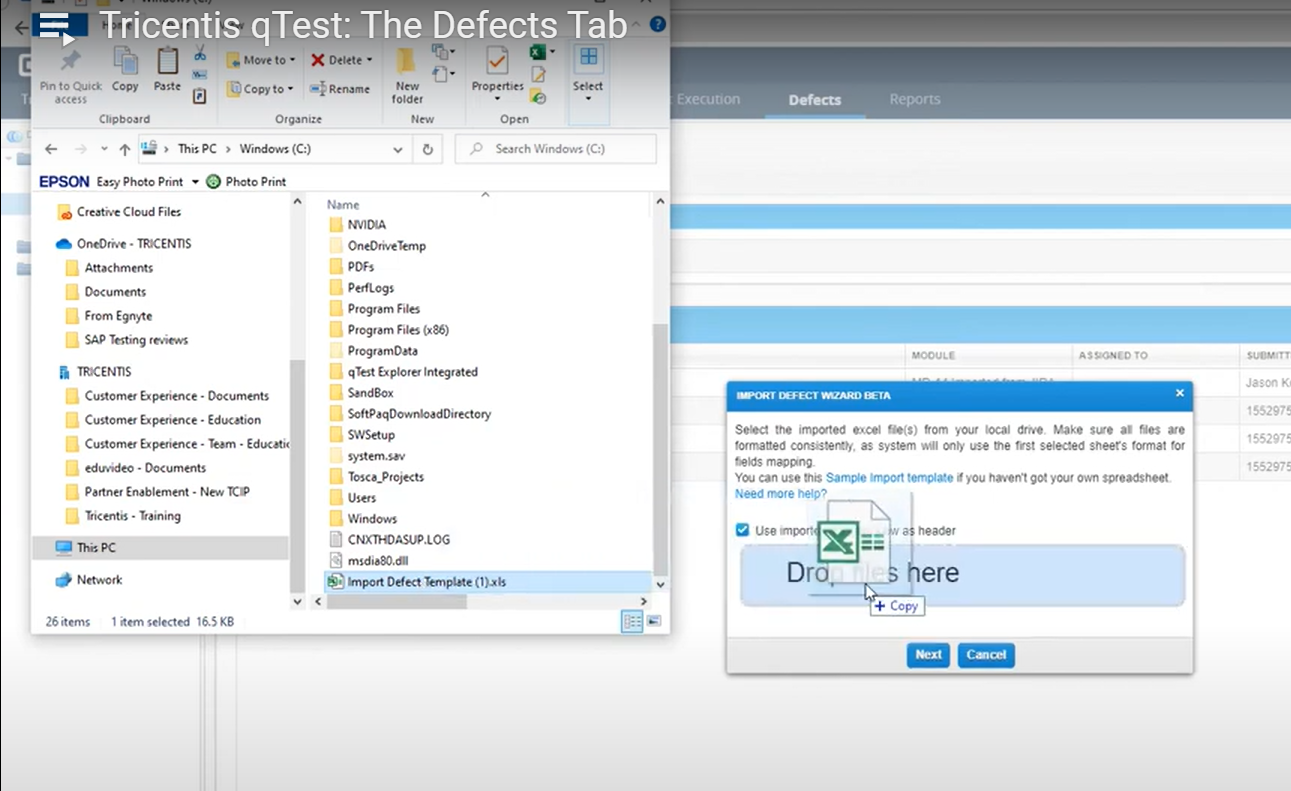 Tricentis qTest: The Defects Tab
Pin to Quick access
Copy
Paste
Clipboard
Move to
Copy to
Delete
Rename
Organize
New folder
New
Properties
Open
Select
This PC > Windows (C:)
Search Windows (C:)
EPSON Easy Photo Print Photo Print
Creative Cloud Files
OneDrive - TRICENTIS
Attachments
Documents
From Egnyte
SAP Testing reviews
TRICENTIS
Customer Experience - Documents
Customer Experience - Education
Customer Experience - Team - Educatic
eduvideo - Documents
Partner Enablement - New TCIP
Tricentis - Training
This PC
Network
Name
NVIDIA
OneDriveTemp
PDFs
PerfLogs
Program Files
Program Files (x86)
ProgramData
qTest Explorer Integrated
SandBox
SoftPaqDownloadDirectory
SWSetup
system.sav
Tosca_Projects
Users
Windows
CNXTHDASUP.LOG
msdia80.dll
Import Defect Template (1).xls
26 items 1 item selected 16.5 KB
Execution
Defects
Reports
MODULE
ASSIGNED TO
SUBMITT
Jason K
1552975
1552975
1552975
IMPORT DEFECT WIZARD BETA
Select the imported excel file(s) from your local drive. Make sure all files are
formatted consistently, as system will only use the first selected sheet's format for
fields mapping.
You can use this Sample Import template if you haven't got your own spreadsheet.
Need more help?
Use as header
Drop files here
+ Copy
Next
Cancel